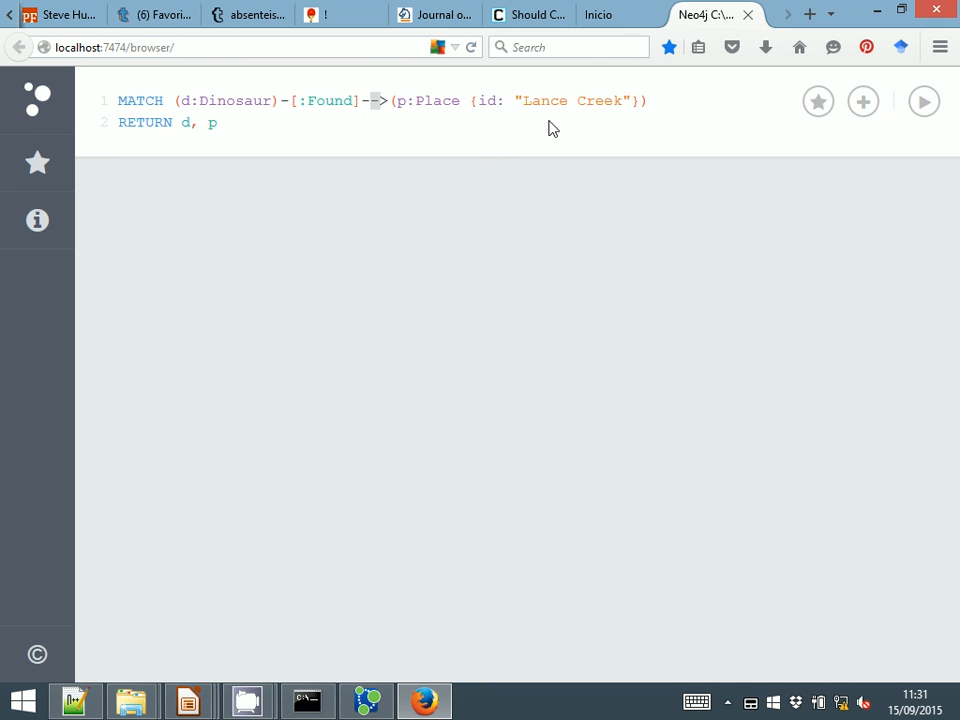 Steve Hu...
(6) Favori...
absenteis...
!
Journal o...
Should C...
Inicio
Neo4j C:\...
localhost:7474/browser/
Search
1 MATCH (d:Dinosaur)-[:Found]-->(p:Place {id: "Lance Creek"})
2 RETURN d, p
11:31
15/09/2015